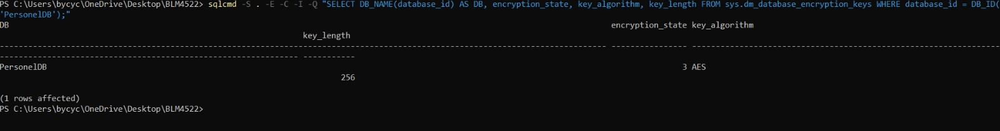 PS C:\Users\bycyc\OneDrive\Desktop\BLM4522> sqlcmd -S . -E -C -I -Q "SELECT DB_NAME(database_id) AS DB, encryption_state, key_algorithm, key_length FROM sys.dm_database_encryption_keys WHERE database_id = DB_ID(
'PersonelDB');"
DB encryption_state key_algorithm
key_length
-------------------------------------------------------------------------------------------------------------------------------- ---------------- -----------------------------------------------------------------
--------------------------------------------------------------- -----------
PersonelDB 3 AES
256
(1 rows affected)
PS C:\Users\bycyc\OneDrive\Desktop\BLM4522>